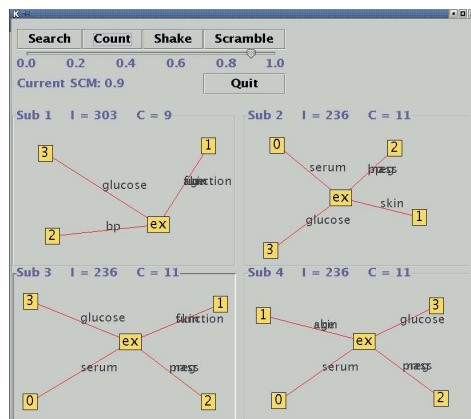 Search Count Shake Scramble
0.0 0.2 0.4 0.6 0.8 1.0
Current SCM: 0.9 Quit
Sub 1 I = 303 C = 9
3
1
glucose
bp
2
ex
Sub 2 I = 236 C = 11
0
2
serum
ex
skin
1
glucose
3
Sub 3 I = 236 C = 11
3
1
glucose
ex
serum
0
2
Sub 4 I = 236 C = 11
3
1
glucose
ex
serum
0
2